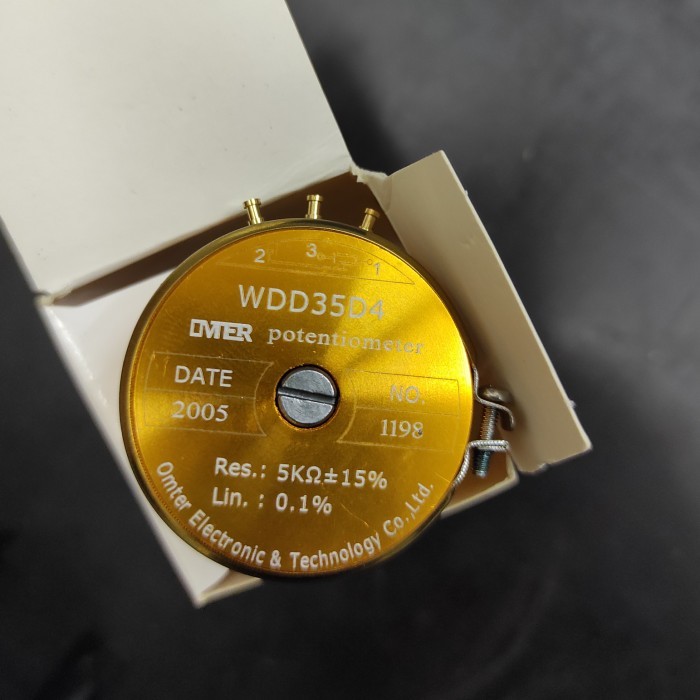 2 3 1
WDD35D4
OMTER potentiometer
DATE
2005
NO.
1198
Res.: 5KΩ±15%
Lin. : 0.1%
Omter Electronic & Technology Co.,Ltd.